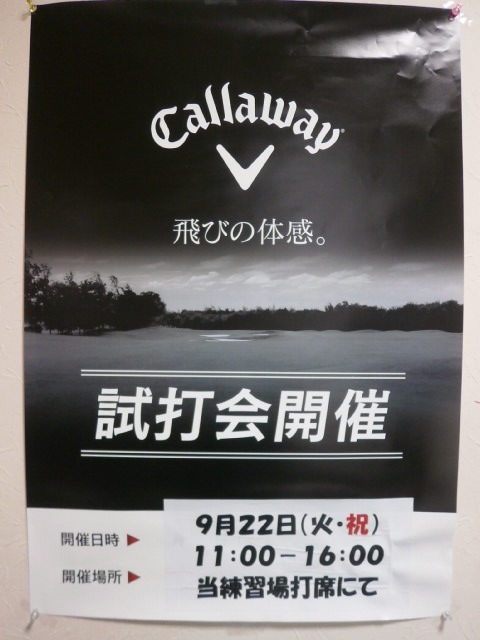 Callaway
飛びの体感。
試打会開催
開催日時 ▶ 9月22日(火・祝)
11:00－16:00
開催場所 ▶ 当練習場打席にて